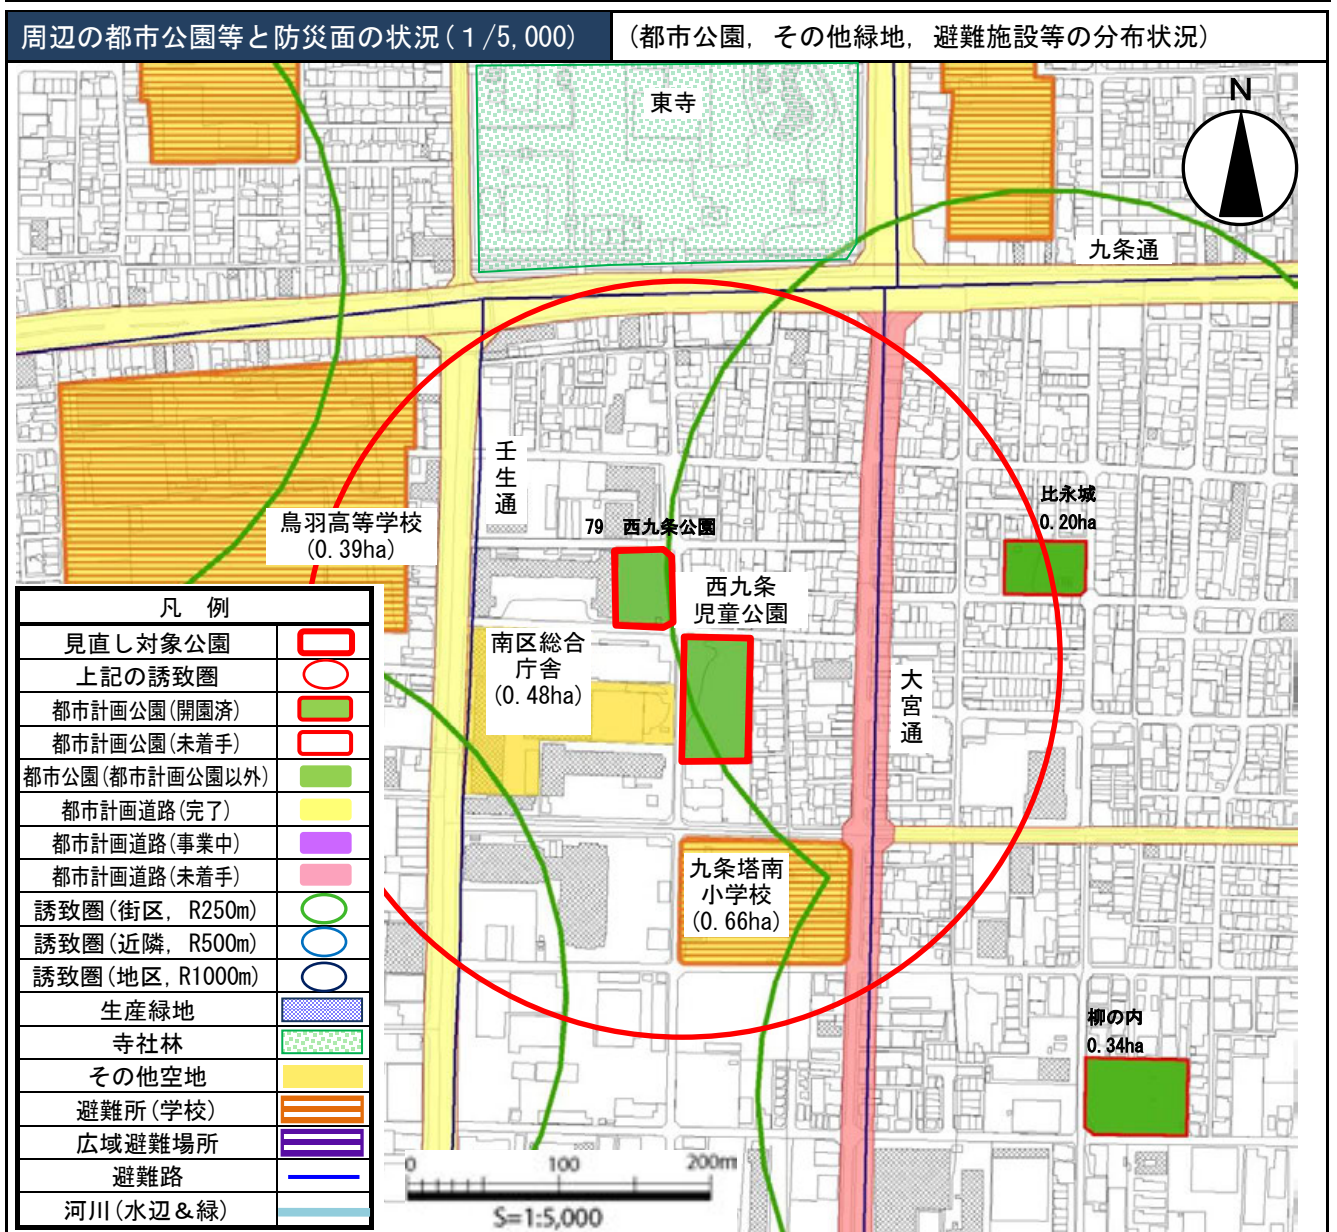 周辺の都市公園等と防災面の状況(1/5,000)
(都市公園, その他緑地, 避難施設等の分布状況)
東寺
N
九条通
壬生通
比永城
0.20ha
鳥羽高等学校
(0.39ha)
79 西九条公園
西九条
児童公園
南区総合
庁舎
(0.48ha)
大宮通
九条塔南
小学校
(0.66ha)
柳の内
0.34ha
凡 例
見直し対象公園
上記の誘致圏
都市計画公園(開園済)
都市計画公園(未着手)
都市公園(都市計画公園以外)
都市計画道路(完了)
都市計画道路(事業中)
都市計画道路(未着手)
誘致圏(街区, R250m)
誘致圏(近隣, R500m)
誘致圏(地区, R1000m)
生産緑地
寺社林
その他空地
避難所(学校)
広域避難場所
避難路
河川(水辺&緑)
0 100 200m
S=1:5,000